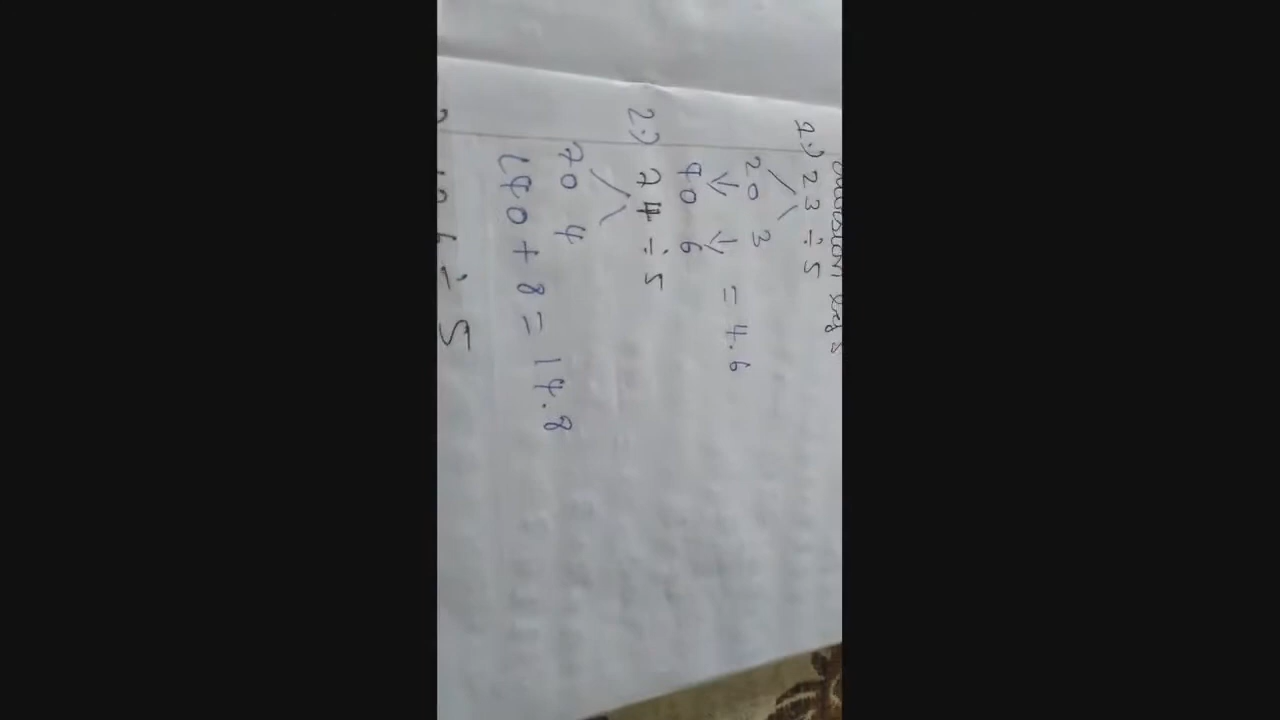 1.) 23 ÷ 5
20 3
↓ ↓ = 4.6
40 6
2.) 74 ÷ 5
70 4
140 + 8 = 14.8
÷ 5